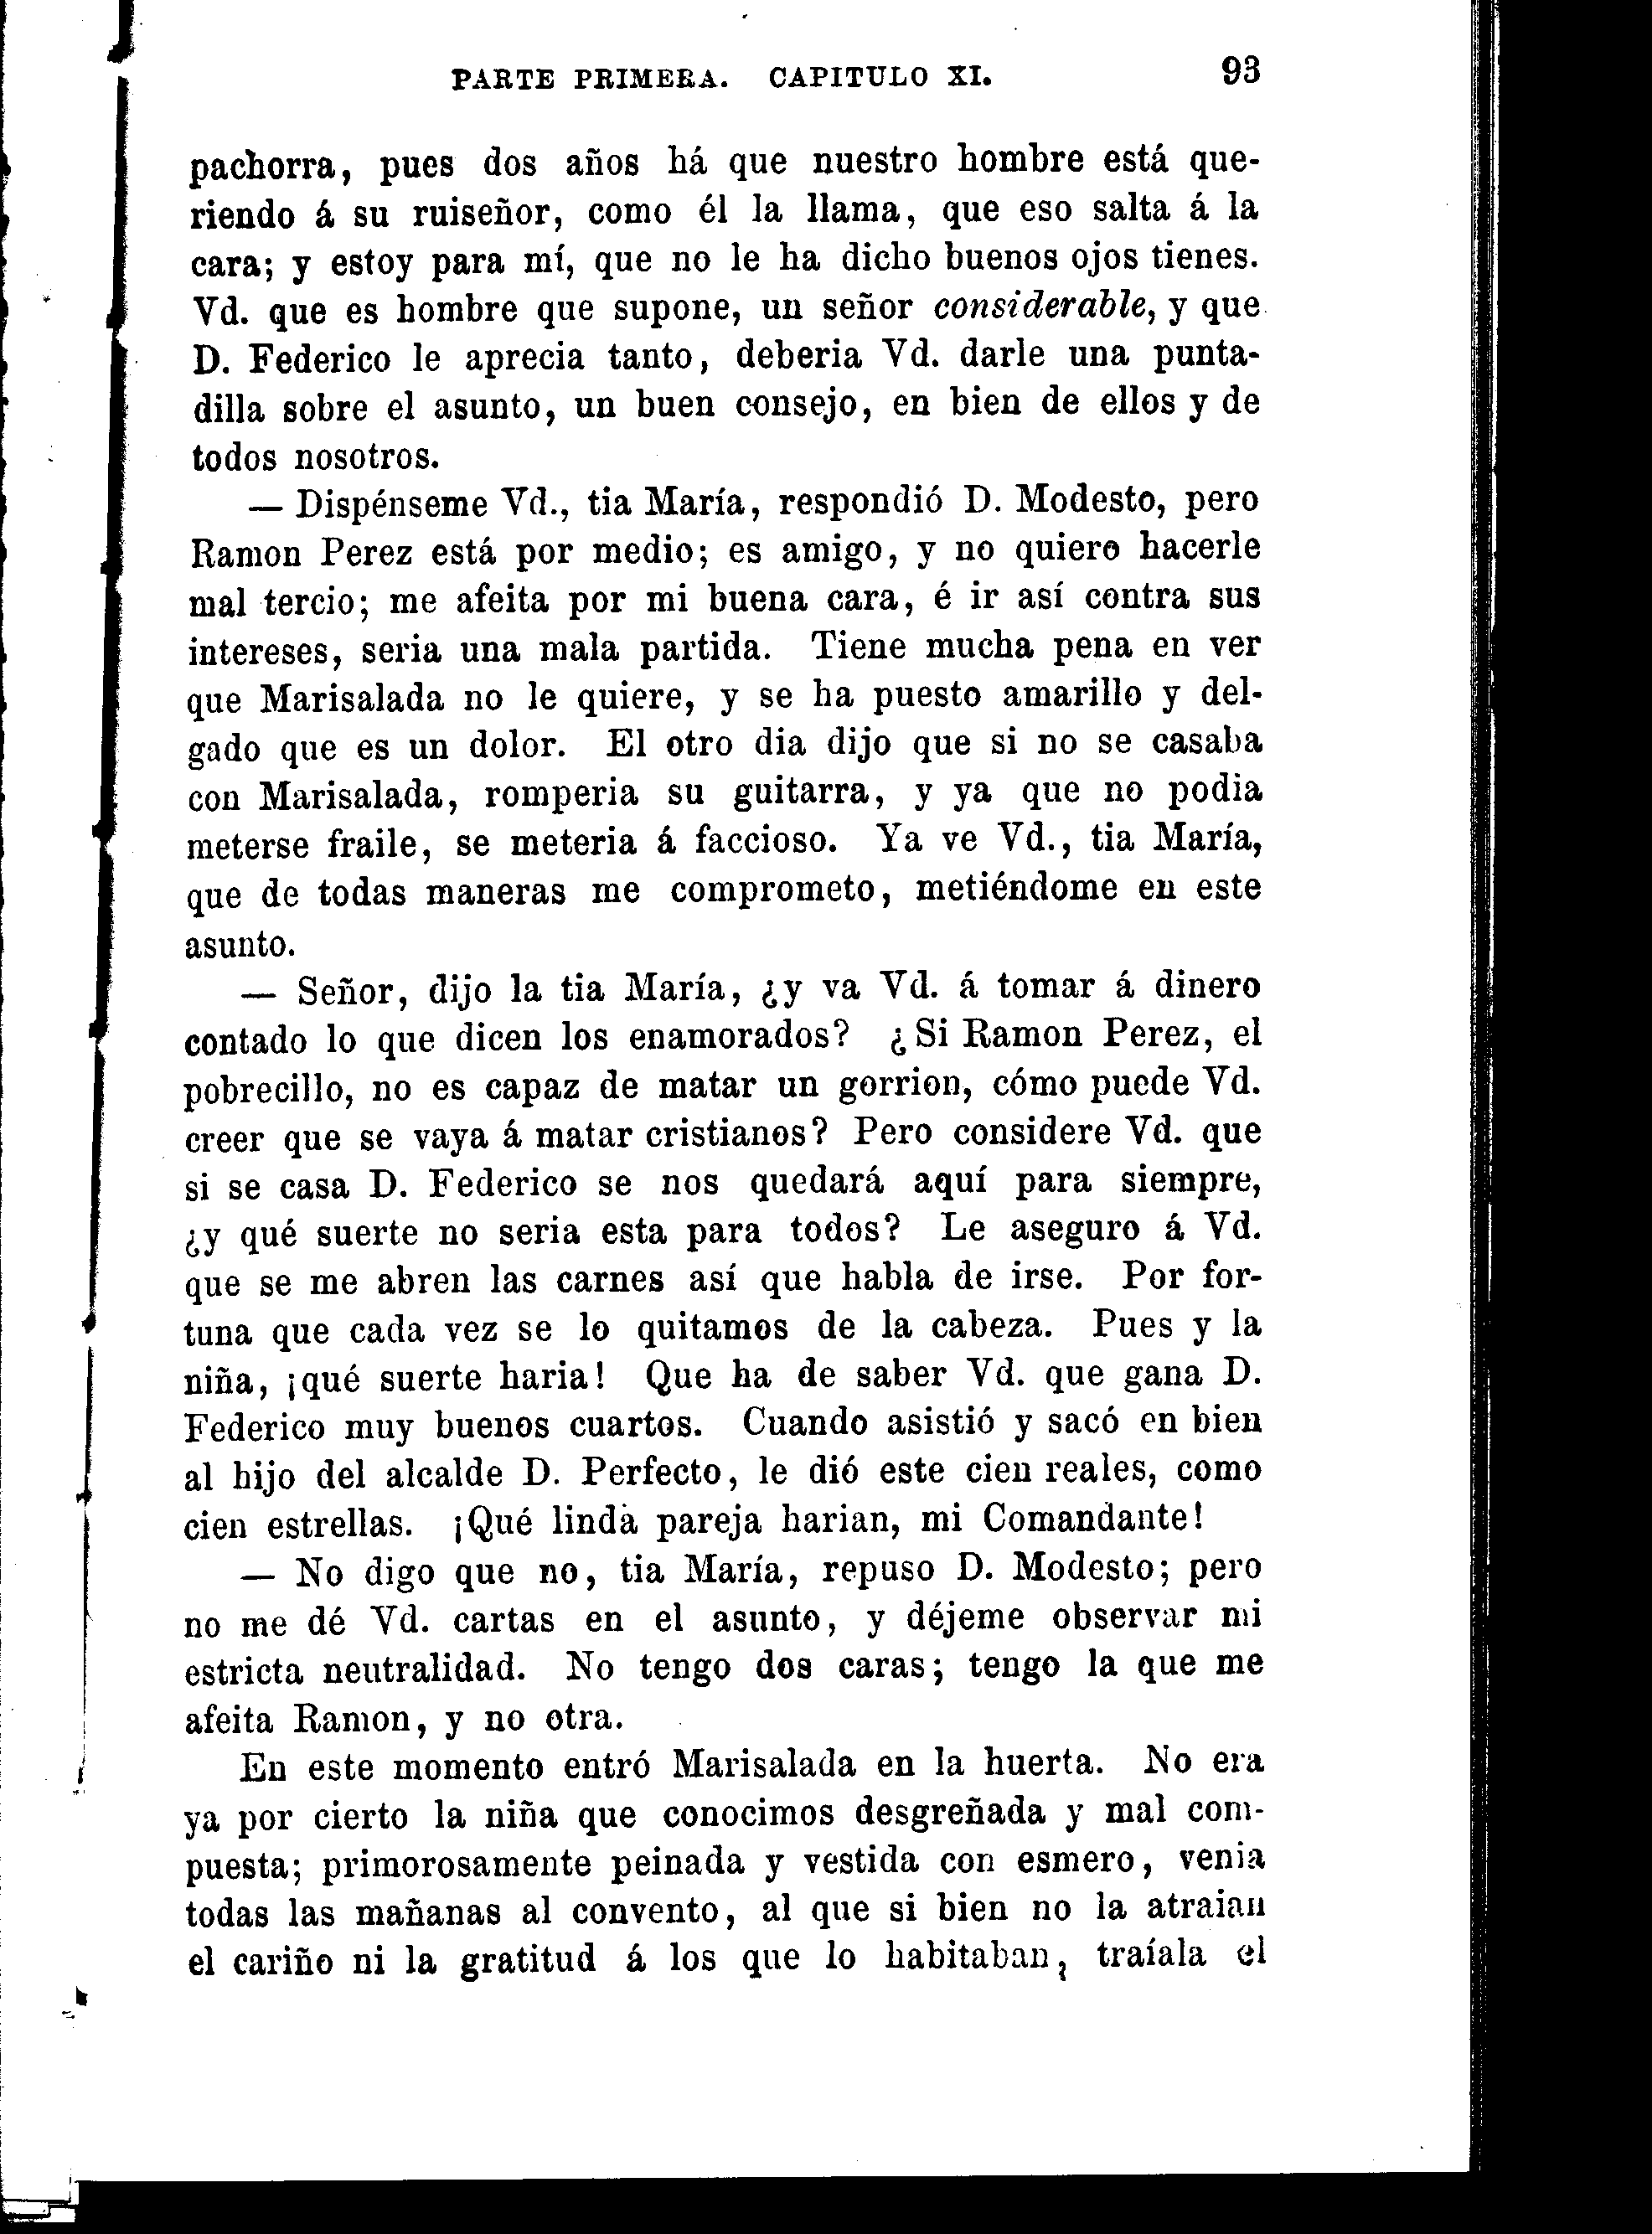 PARTE PRIMERA. CAPITULO XI. 93
pachorra, pues dos años há que nuestro hombre está que-
riendo á su ruiseñor, como él la llama, que eso salta á la
cara; y estoy para mí, que no le ha dicho buenos ojos tienes.
Vd. que es hombre que supone, un señor considerable, y que
D. Federico le aprecia tanto, deberia Vd. darle una punta-
dilla sobre el asunto, un buen consejo, en bien de ellos y de
todos nosotros.
— Dispénseme Vd., tia María, respondió D. Modesto, pero
Ramon Perez está por medio; es amigo, y no quiero hacerle
mal tercio; me afeita por mi buena cara, é ir así contra sus
intereses, seria una mala partida. Tiene mucha pena en ver
que Marisalada no le quiere, y se ha puesto amarillo y del-
gado que es un dolor. El otro dia dijo que si no se casaba
con Marisalada, romperia su guitarra, y ya que no podia
meterse fraile, se meteria á faccioso. Ya ve Vd., tia María,
que de todas maneras me comprometo, metiéndome en este
asunto.
— Señor, dijo la tia María, ¿y va Vd. á tomar á dinero
contado lo que dicen los enamorados? ¿Si Ramon Perez, el
pobrecillo, no es capaz de matar un gorrion, cómo puede Vd.
creer que se vaya á matar cristianos? Pero considere Vd. que
si se casa D. Federico se nos quedará aquí para siempre,
¿y qué suerte no seria esta para todos? Le aseguro á Vd.
que se me abren las carnes así que habla de irse. Por for-
tuna que cada vez se lo quitamos de la cabeza. Pues y la
niña, ¡qué suerte haria! Que ha de saber Vd. que gana D.
Federico muy buenos cuartos. Cuando asistió y sacó en bien
al hijo del alcalde D. Perfecto, le dió este cien reales, como
cien estrellas. ¡Qué linda pareja harian, mi Comandante!
— No digo que no, tia María, repuso D. Modesto; pero
no me dé Vd. cartas en el asunto, y déjeme observar mi
estricta neutralidad. No tengo dos caras; tengo la que me
afeita Ramon, y no otra.
En este momento entró Marisalada en la huerta. No era
ya por cierto la niña que conocimos desgreñada y mal com-
puesta; primorosamente peinada y vestida con esmero, venia
todas las mañanas al convento, al que si bien no la atraian
el cariño ni la gratitud á los que lo habitaban, traíala el